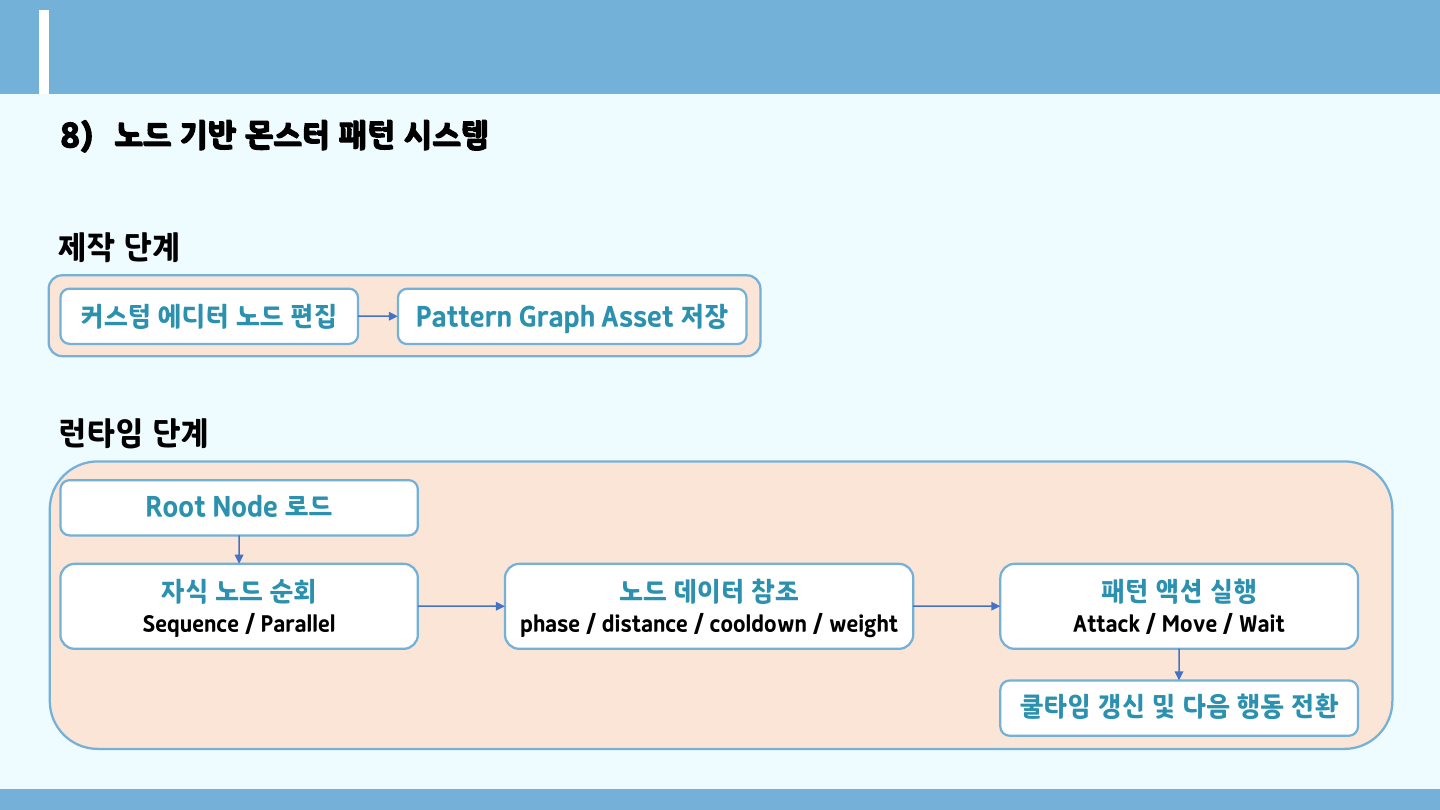 8) 노드 기반 몬스터 패턴 시스템
제작 단계
커스텀 에디터 노드 편집
Pattern Graph Asset 저장
런타임 단계
Root Node 로드
자식 노드 순회
Sequence / Parallel
노드 데이터 참조
phase / distance / cooldown / weight
패턴 액션 실행
Attack / Move / Wait
쿨타임 갱신 및 다음 행동 전환